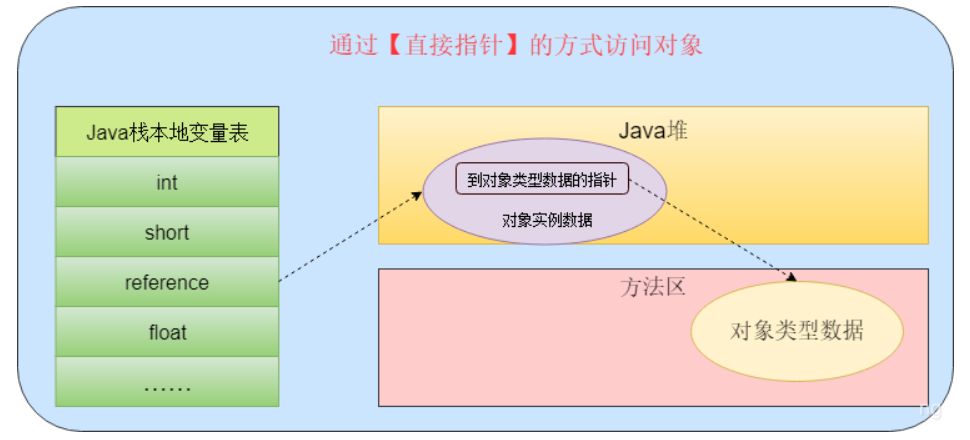 通过【直接指针】的方式访问对象
Java栈本地变量表
int
short
reference
float
……
Java堆
到对象类型数据的指针
对象实例数据
方法区
对象类型数据
ng